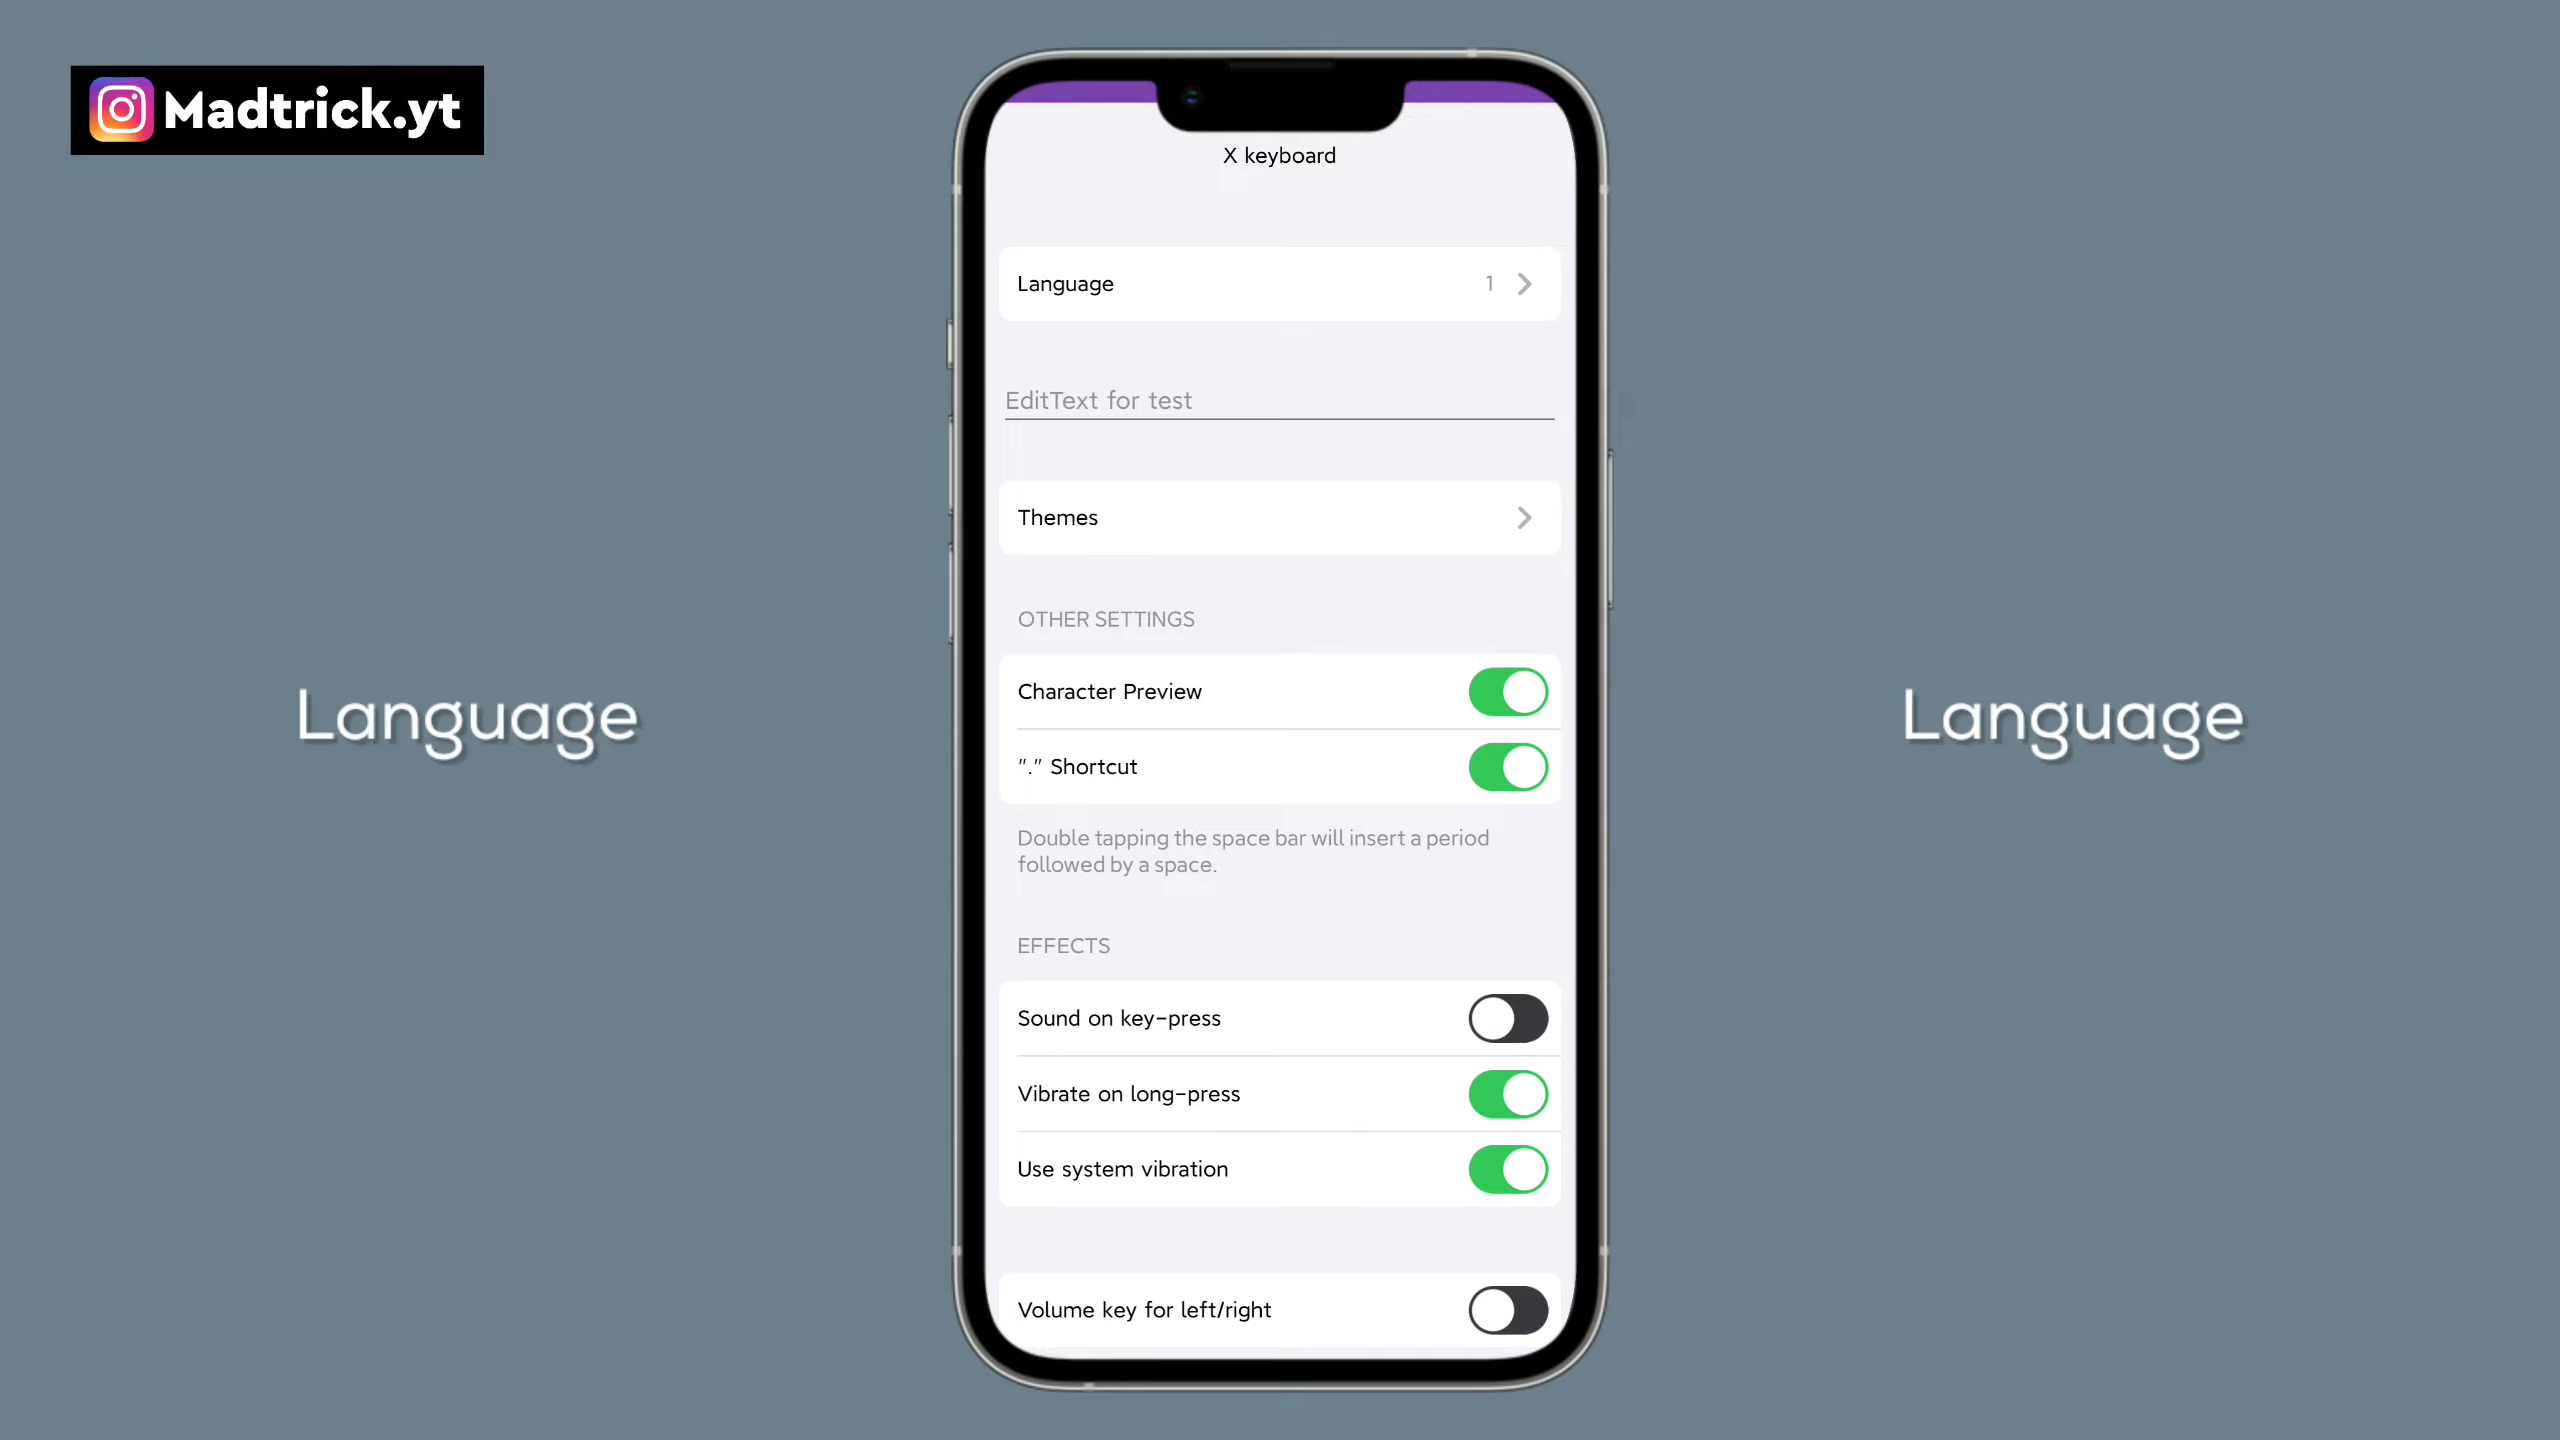 Madtrick.yt
X keyboard
Language 1
EditText for test
Themes
OTHER SETTINGS
Character Preview
"." Shortcut
Double tapping the space bar will insert a period
followed by a space.
EFFECTS
Sound on key-press
Vibrate on long-press
Use system vibration
Volume key for left/right
Language
Language